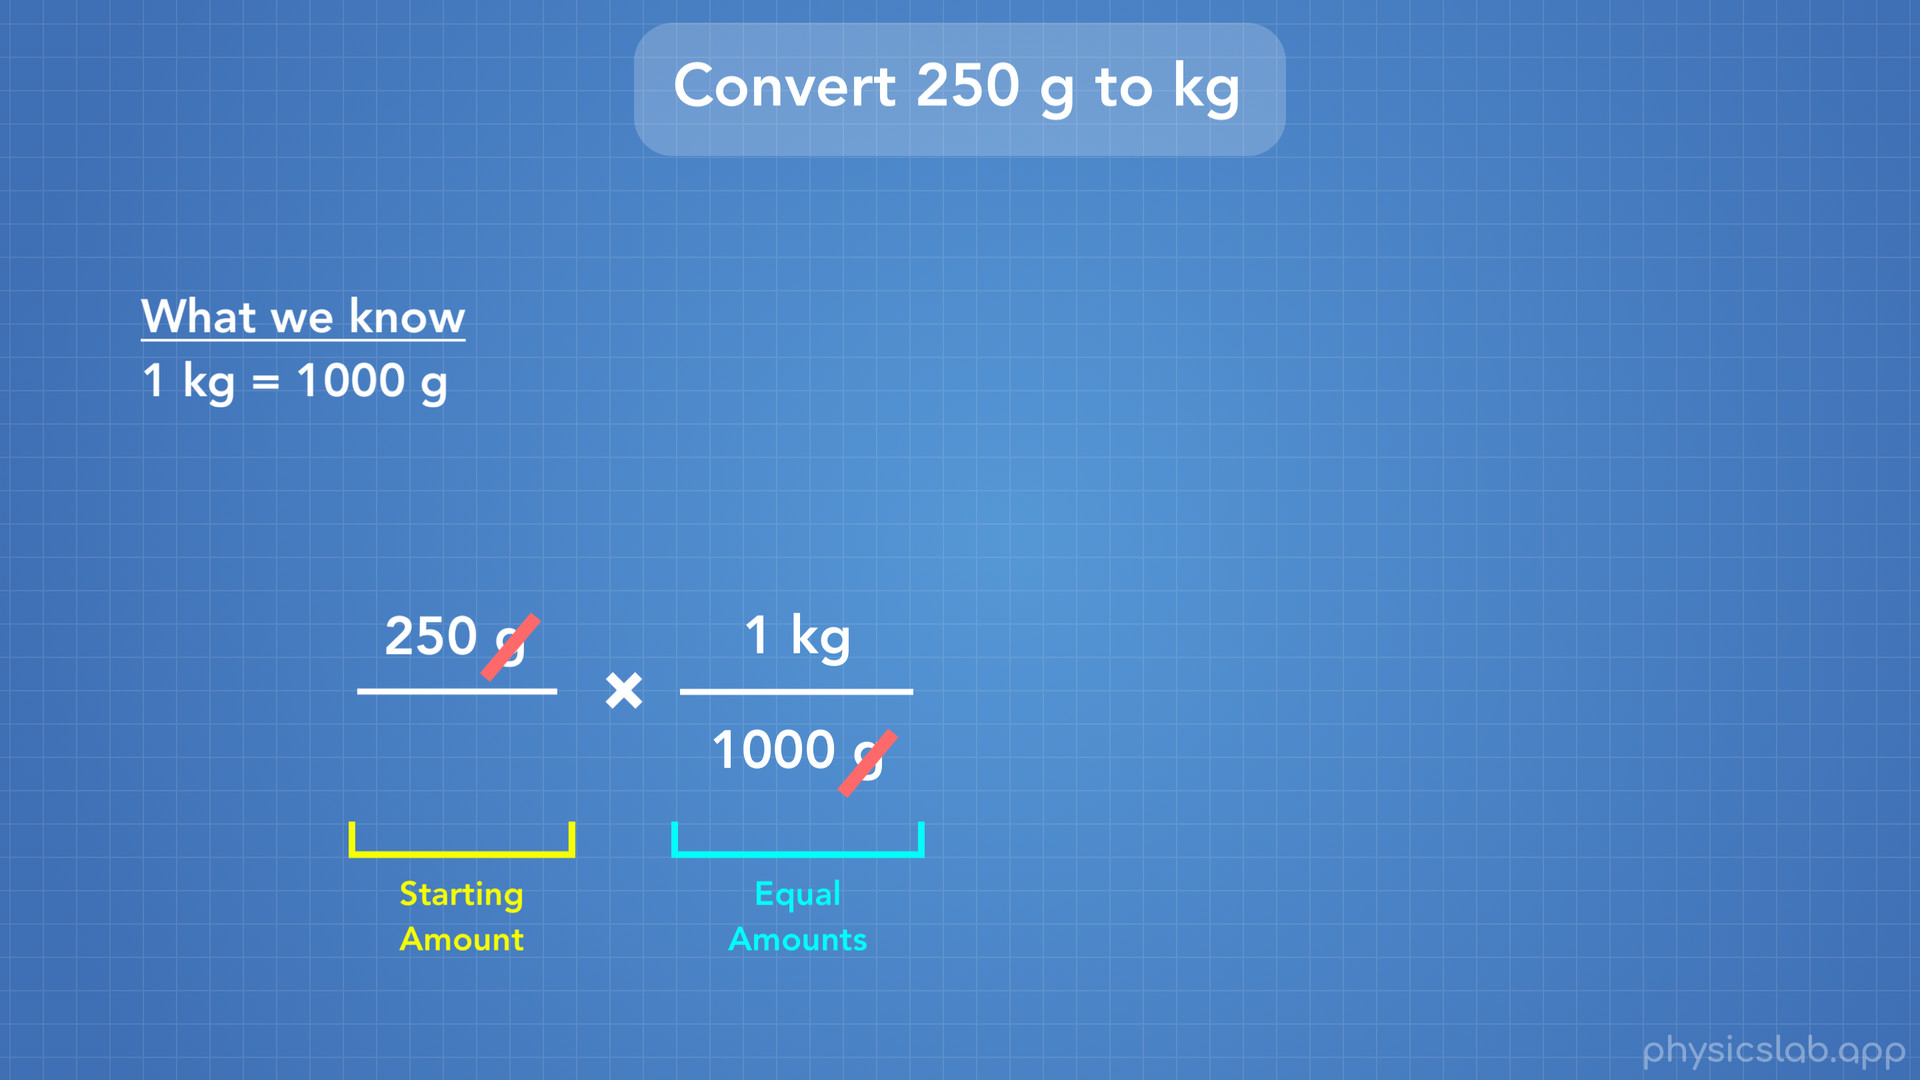 Convert 250 g to kg
What we know
1 kg = 1000 g
250 g
×
1 kg
1000 g
Starting
Amount
Equal
Amounts
physicslab.app